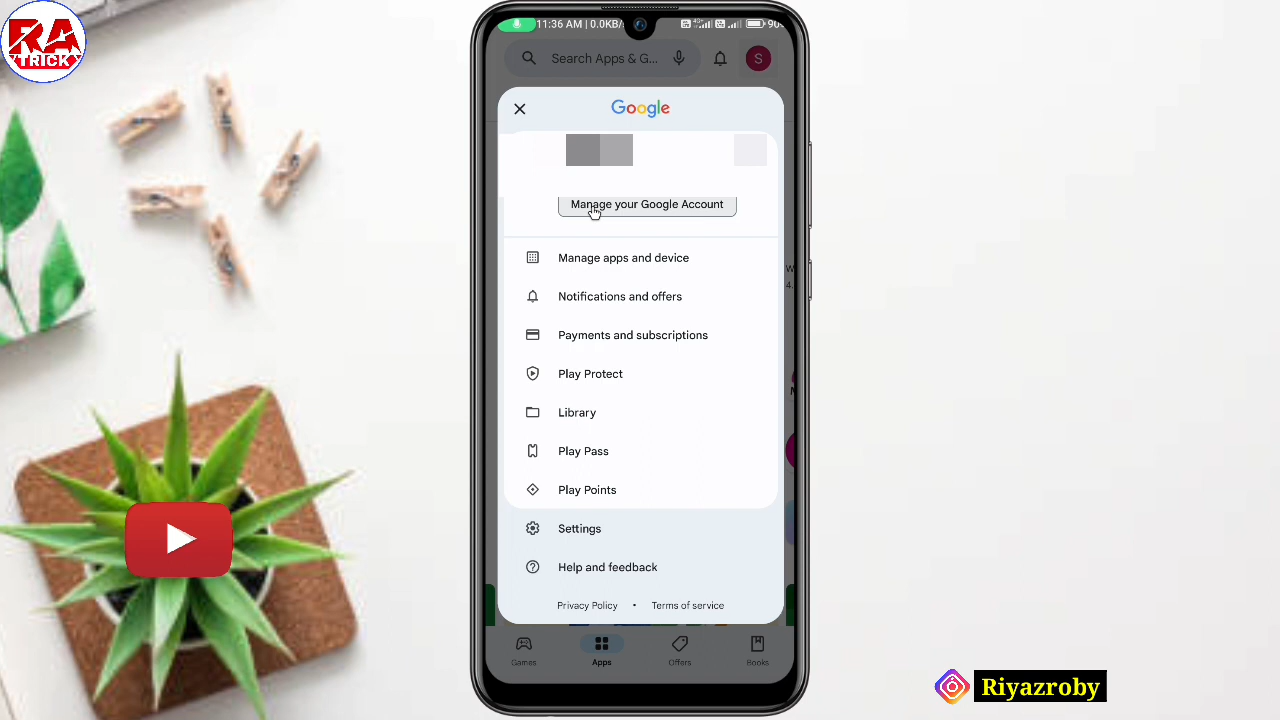 RA
TRICK
11:36 AM | 0.0KB/
Search Apps & G...
S
Google
Manage your Google Account
Manage apps and device
Notifications and offers
Payments and subscriptions
Play Protect
Library
Play Pass
Play Points
Settings
Help and feedback
Privacy Policy • Terms of service
Games
Apps
Offers
Books
Riyazroby